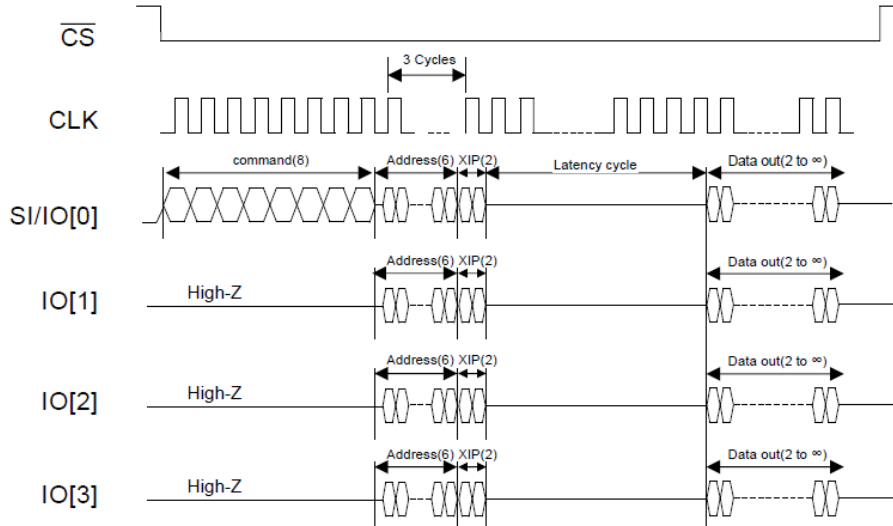 CS
3 Cycles
CLK
command(8) Address(6) XIP(2) Latency cycle Data out(2 to ∞)
SI/IO[0]
Address(6) XIP(2) Data out(2 to ∞)
High-Z
IO[1]
Address(6) XIP(2) Data out(2 to ∞)
High-Z
IO[2]
Address(6) XIP(2) Data out(2 to ∞)
High-Z
IO[3]